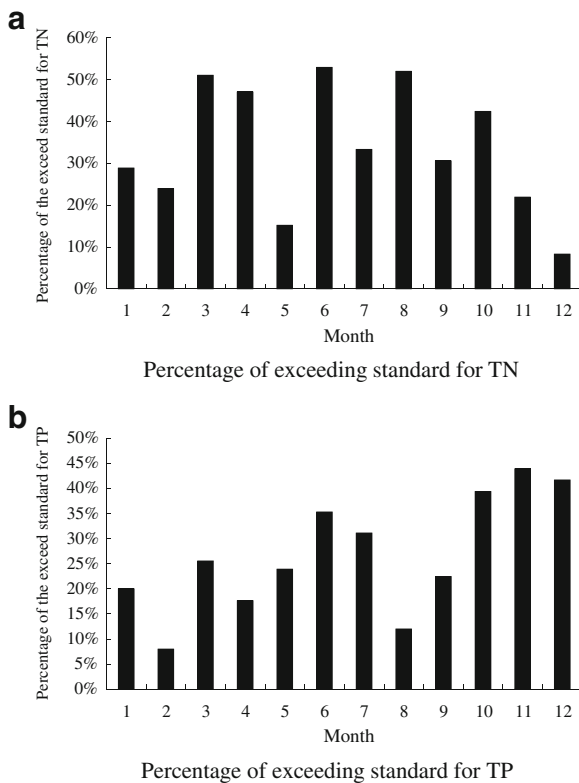 a
Percentage of the exceed standard for TN
60%
50%
40%
30%
20%
10%
0%
1 2 3 4 5 6 7 8 9 10 11 12
Month
Percentage of exceeding standard for TN
b
Percentage of the exceed standard for TP
50%
45%
40%
35%
30%
25%
20%
15%
10%
5%
0%
1 2 3 4 5 6 7 8 9 10 11 12
Month
Percentage of exceeding standard for TP